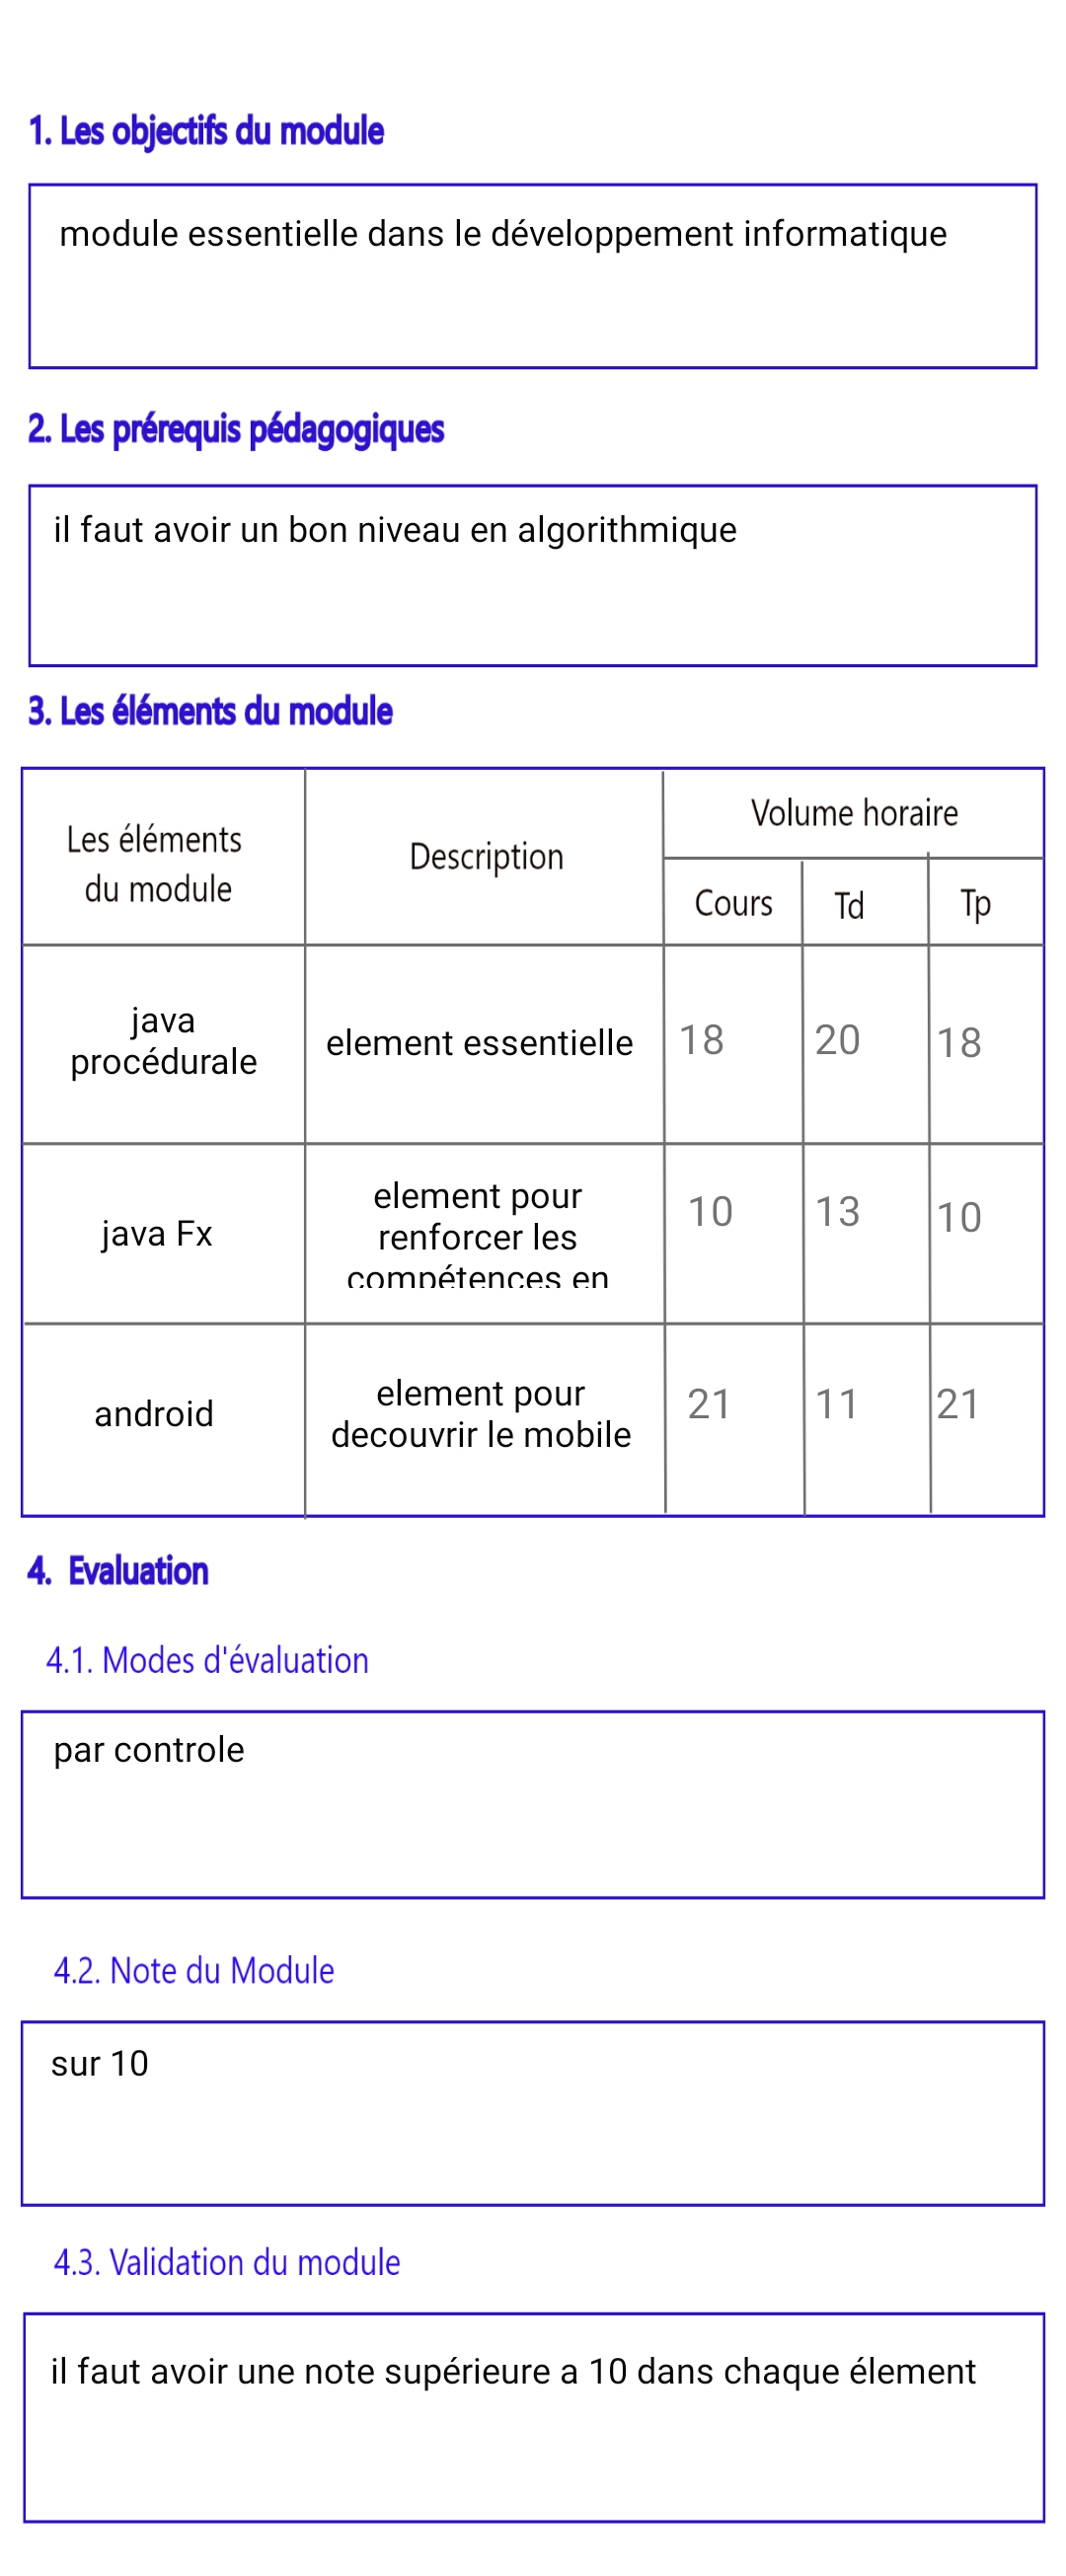 1. Les objectifs du module
module essentielle dans le développement informatique
2. Les prérequis pédagogiques
il faut avoir un bon niveau en algorithmique
3. Les éléments du module
Les éléments
du module
Description
Volume horaire
Cours
Td
Tp
java
procédurale
element essentielle
18
20
18
java Fx
element pour
renforcer les
compétences en
10
13
10
android
element pour
decouvrir le mobile
21
11
21
4. Evaluation
4.1. Modes d'évaluation
par controle
4.2. Note du Module
sur 10
4.3. Validation du module
il faut avoir une note supérieure a 10 dans chaque élement